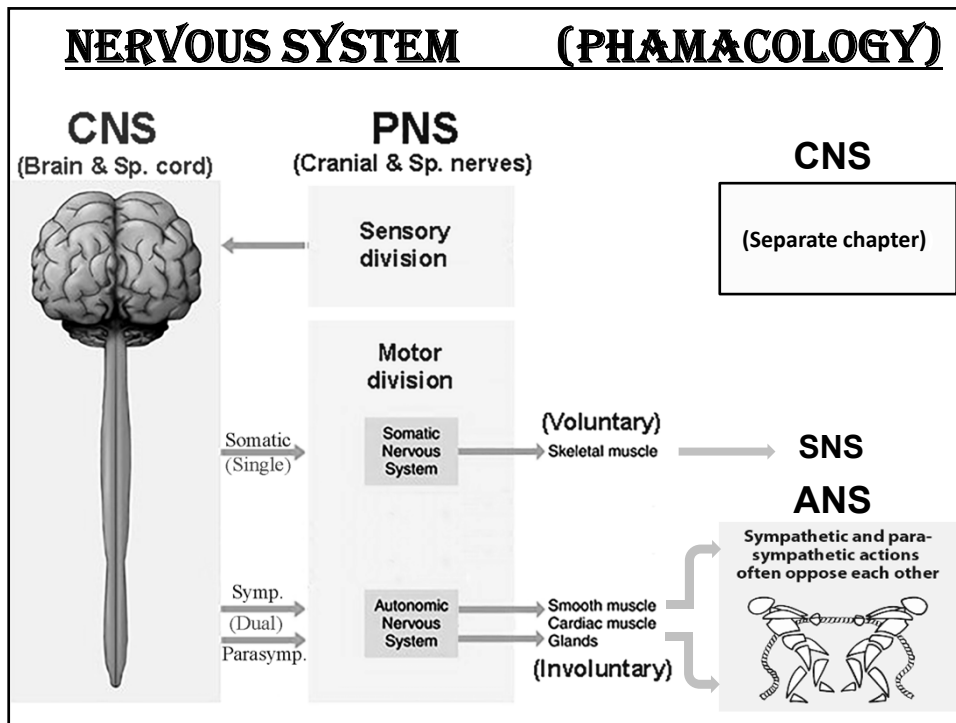 NERVOUS SYSTEM (PHAMACOLOGY)
CNS
(Brain & Sp. cord)
PNS
(Cranial & Sp. nerves)
CNS
(Separate chapter)
Sensory
division
Motor
division
Somatic
(Single)
Somatic
Nervous
System
(Voluntary)
Skeletal muscle
SNS
ANS
Sympathetic and para-
sympathetic actions
often oppose each other
Symp.
(Dual)
Parasymp.
Autonomic
Nervous
System
Smooth muscle
Cardiac muscle
Glands
(Involuntary)